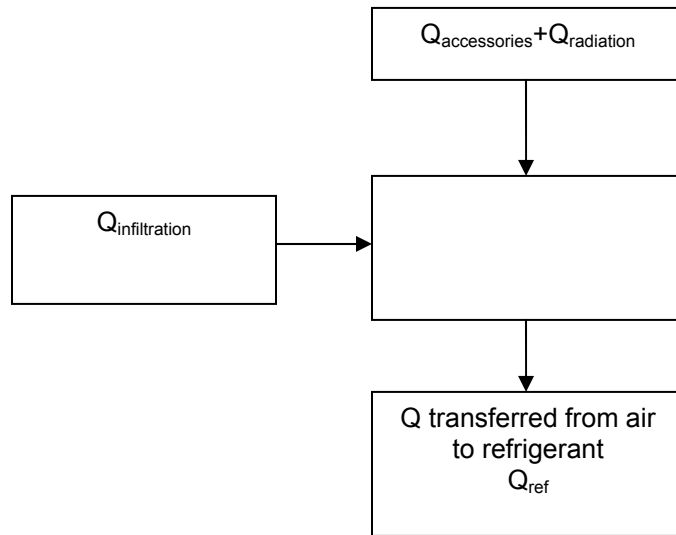 Qaccessories+Qradiation
Qinfiltration
Q transferred from air
to refrigerant
Qref